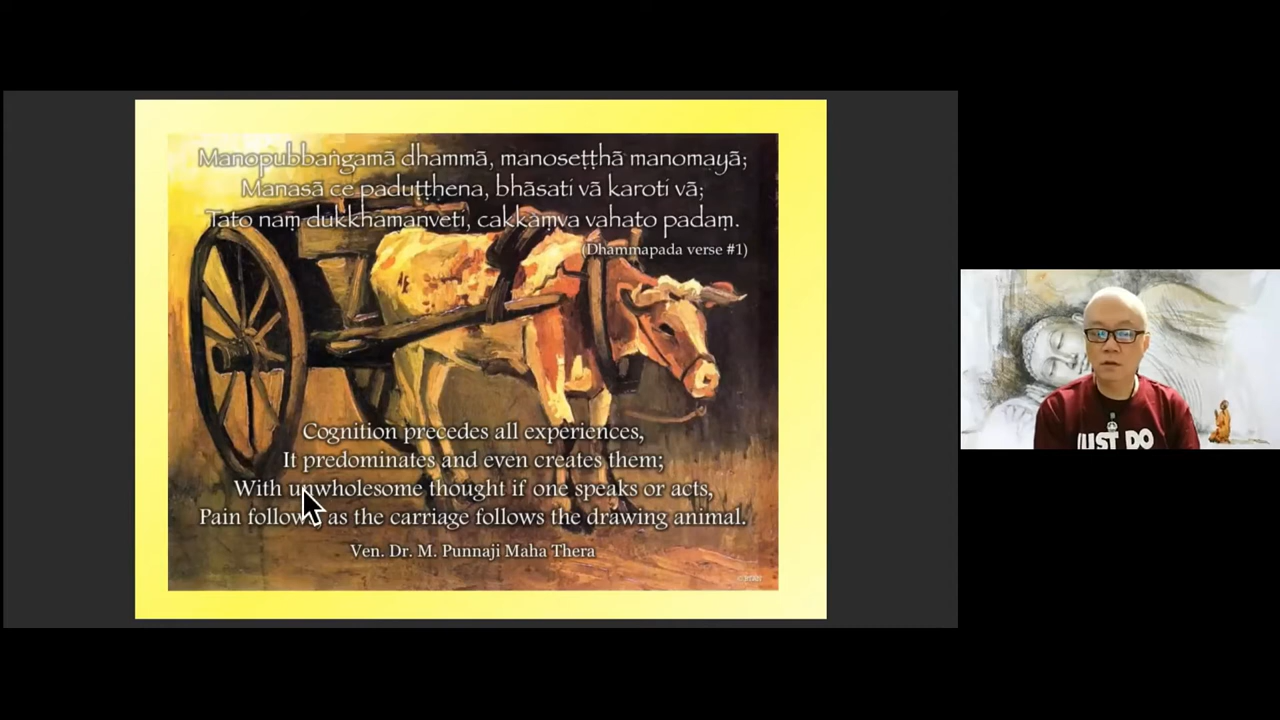 Manopubbaṅgamā dhammā, manoseṭṭhā manomayā;
Manasā ce paduṭṭhena, bhāsati vā karoti vā;
Tato naṃ dukkhamanveti, cakkaṃva vahato padaṃ.
(Dhammapada verse #1)
Cognition precedes all experiences,
It predominates and even creates them;
With unwholesome thought if one speaks or acts,
Pain follows as the carriage follows the drawing animal.
Ven. Dr. M. Punnaji Maha Thera
JUST DO